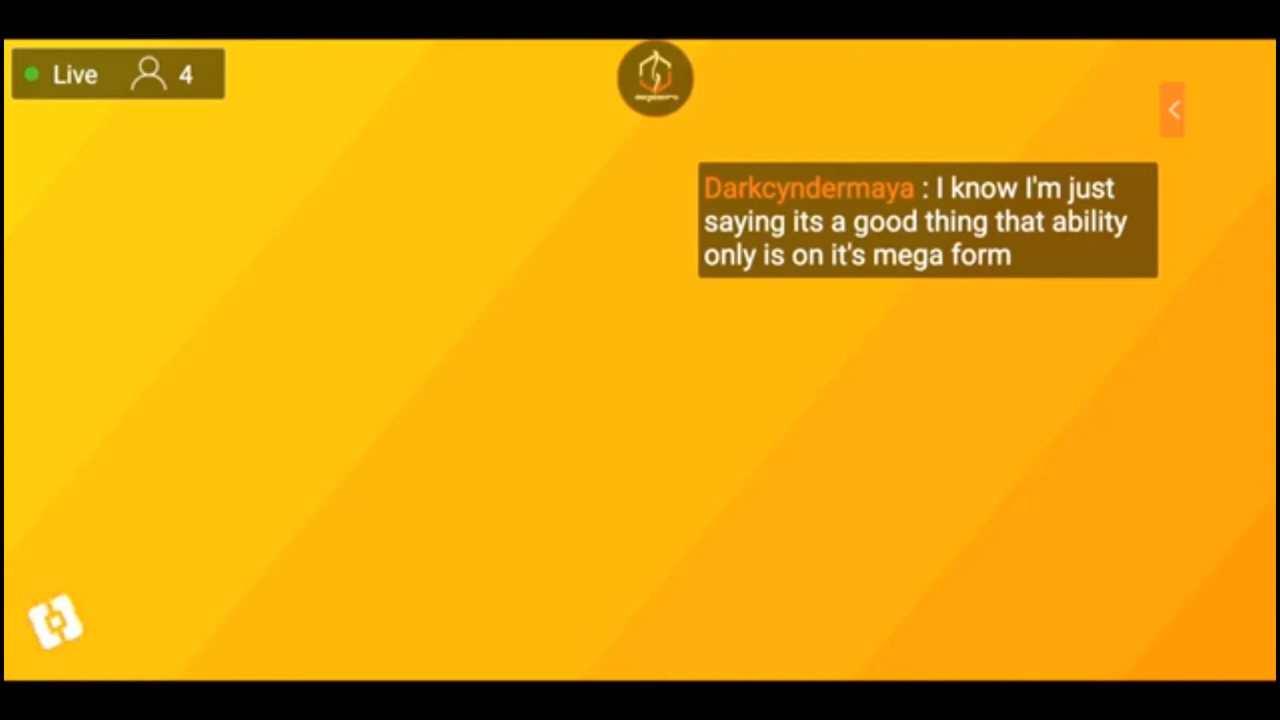 Live 4
Darkcyndermaya : I know I'm just
saying its a good thing that ability
only is on it's mega form